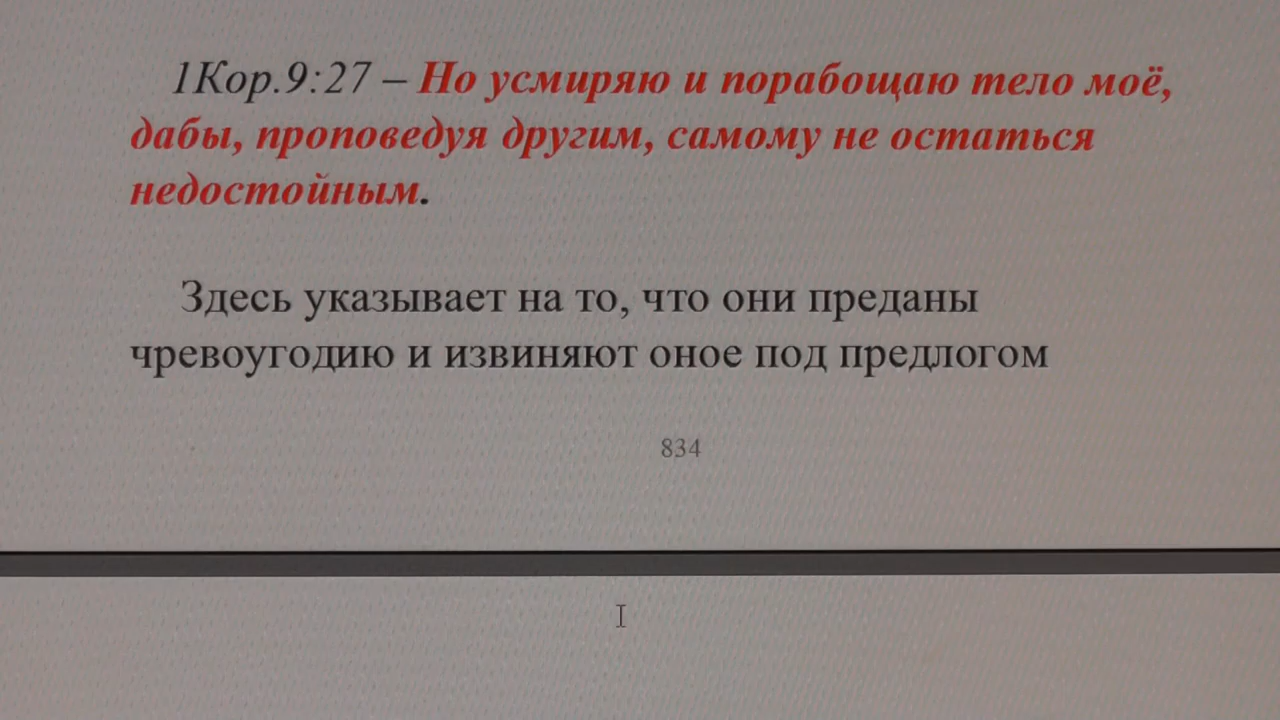 1Кор.9:27 – Но усмиряю и порабощаю тело моё,
дабы, проповедуя другим, самому не остаться
недостойным.
Здесь указывает на то, что они преданы
чревоугодию и извиняют оное под предлогом
834